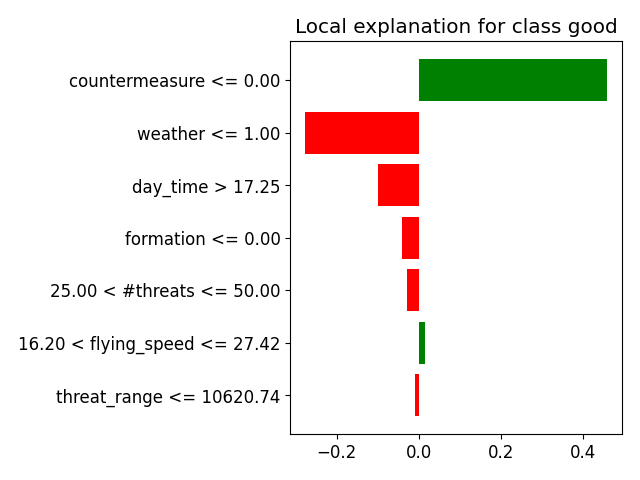 Local explanation for class good
countermeasure <= 0.00
weather <= 1.00
day_time > 17.25
formation <= 0.00
25.00 < #threats <= 50.00
16.20 < flying_speed <= 27.42
threat_range <= 10620.74
−0.2 0.0 0.2 0.4